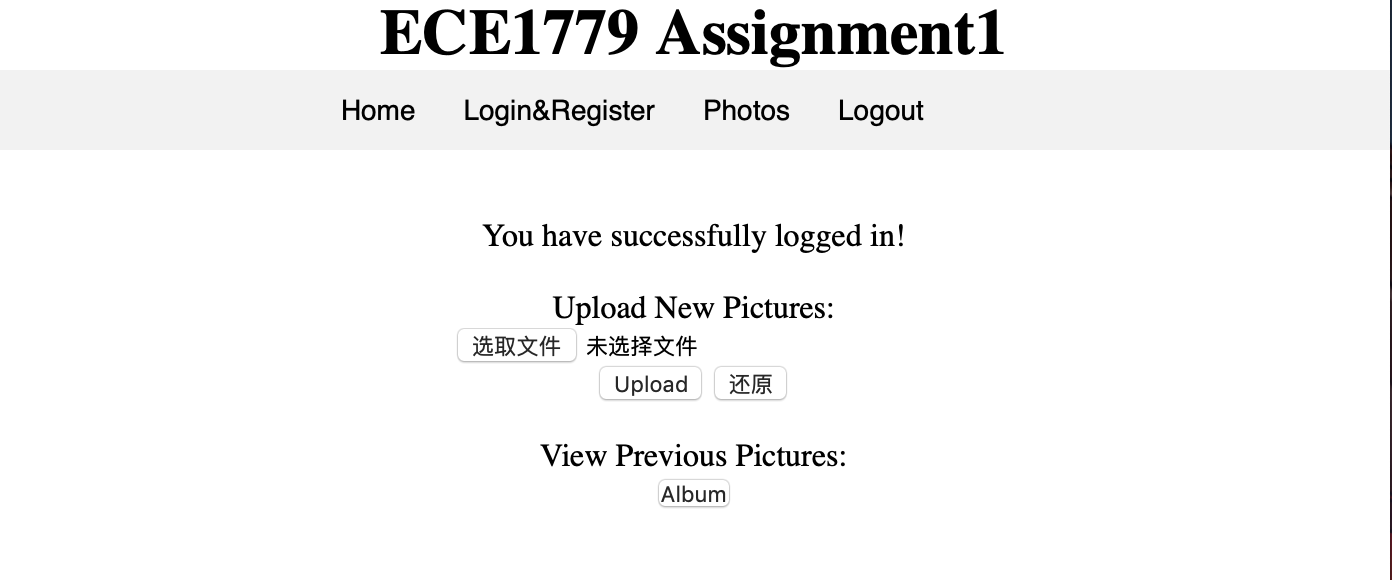 ECE1779 Assignment1
Home Login&Register Photos Logout
You have successfully logged in!
Upload New Pictures:
选取文件 未选择文件
Upload 还原
View Previous Pictures:
Album